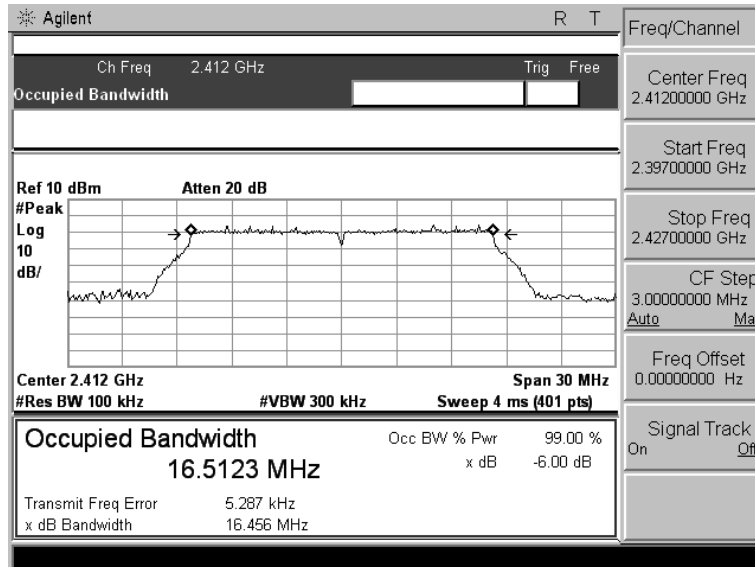 Agilent R T
Freq/Channel
Ch Freq 2.412 GHz Trig Free
Occupied Bandwidth
Center Freq
2.41200000 GHz
Start Freq
2.39700000 GHz
Stop Freq
2.42700000 GHz
CF Step
3.00000000 MHz
Auto Ma
Freq Offset
0.00000000 Hz
Signal Track
On Off
Ref 10 dBm Atten 20 dB
#Peak
Log
10
dB/
Center 2.412 GHz Span 30 MHz
#Res BW 100 kHz #VBW 300 kHz Sweep 4 ms (401 pts)
Occupied Bandwidth Occ BW % Pwr 99.00 %
16.5123 MHz x dB -6.00 dB
Transmit Freq Error 5.287 kHz
x dB Bandwidth 16.456 MHz